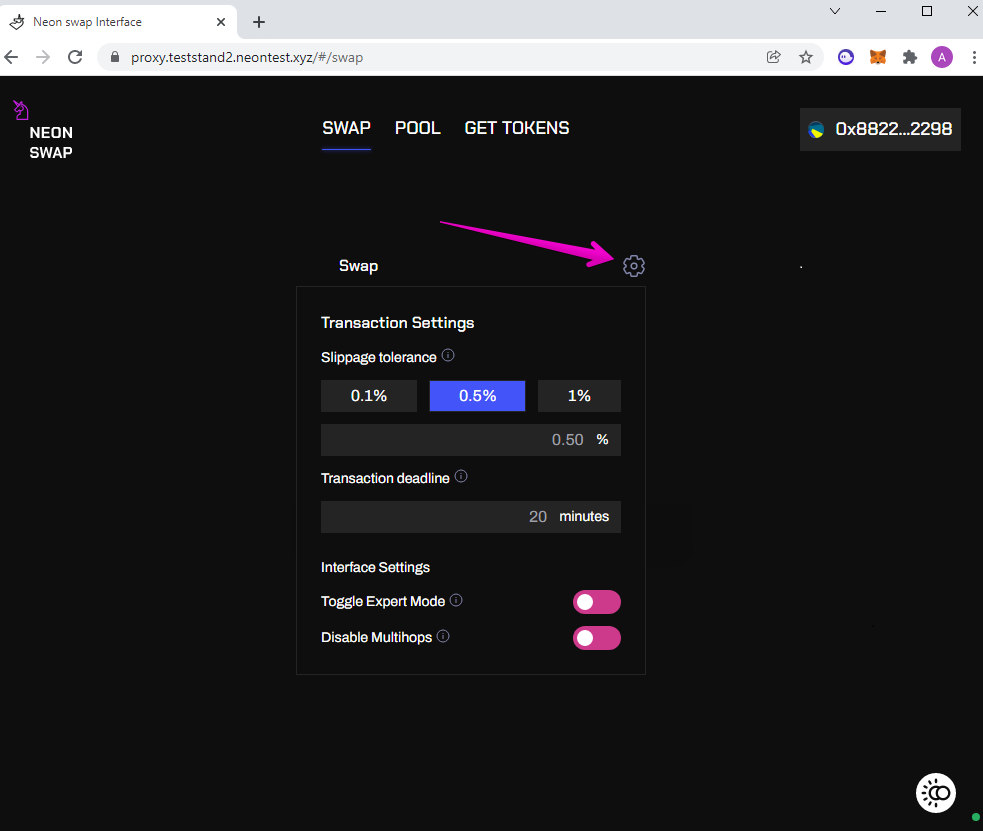 Neon swap Interface
proxy.teststand2.neontest.xyz/#/swap
A
NEON
SWAP
SWAP POOL GET TOKENS
0x8822...2298
Swap
Transaction Settings
Slippage tolerance
0.1% 0.5% 1%
0.50 %
Transaction deadline
20 minutes
Interface Settings
Toggle Expert Mode
Disable Multihops